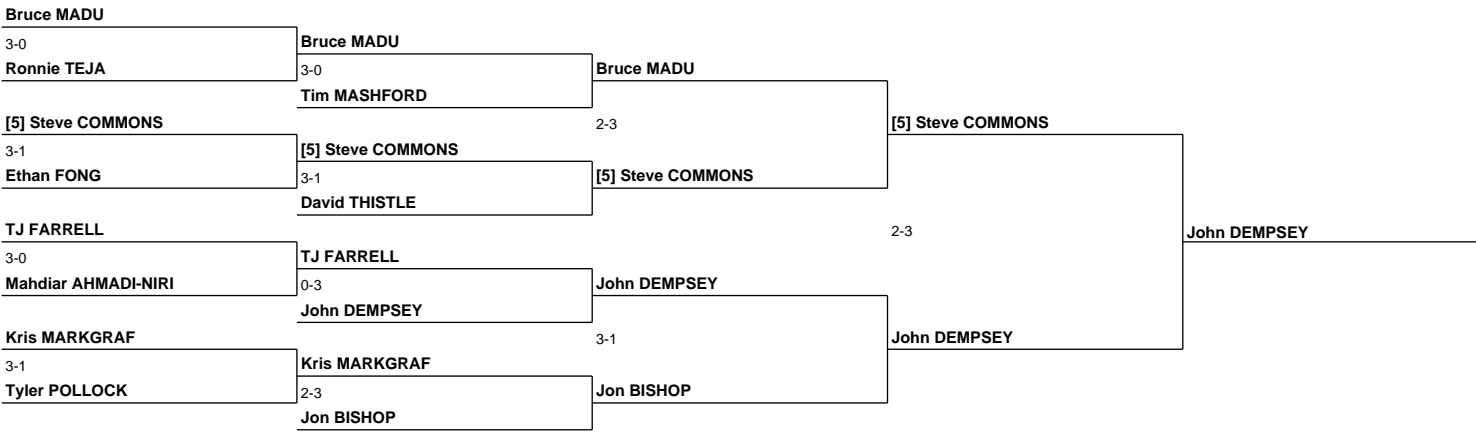 Bruce MADU
3-0
Ronnie TEJA
[5] Steve COMMONS
3-1
Ethan FONG
TJ FARRELL
3-0
Mahdiar AHMADI-NIRI
Kris MARKGRAF
3-1
Tyler POLLOCK
Bruce MADU
3-0
Tim MASHFORD
[5] Steve COMMONS
3-1
David THISTLE
TJ FARRELL
0-3
John DEMPSEY
Kris MARKGRAF
2-3
Jon BISHOP
Bruce MADU
2-3
[5] Steve COMMONS
John DEMPSEY
3-1
Jon BISHOP
[5] Steve COMMONS
2-3
John DEMPSEY
John DEMPSEY